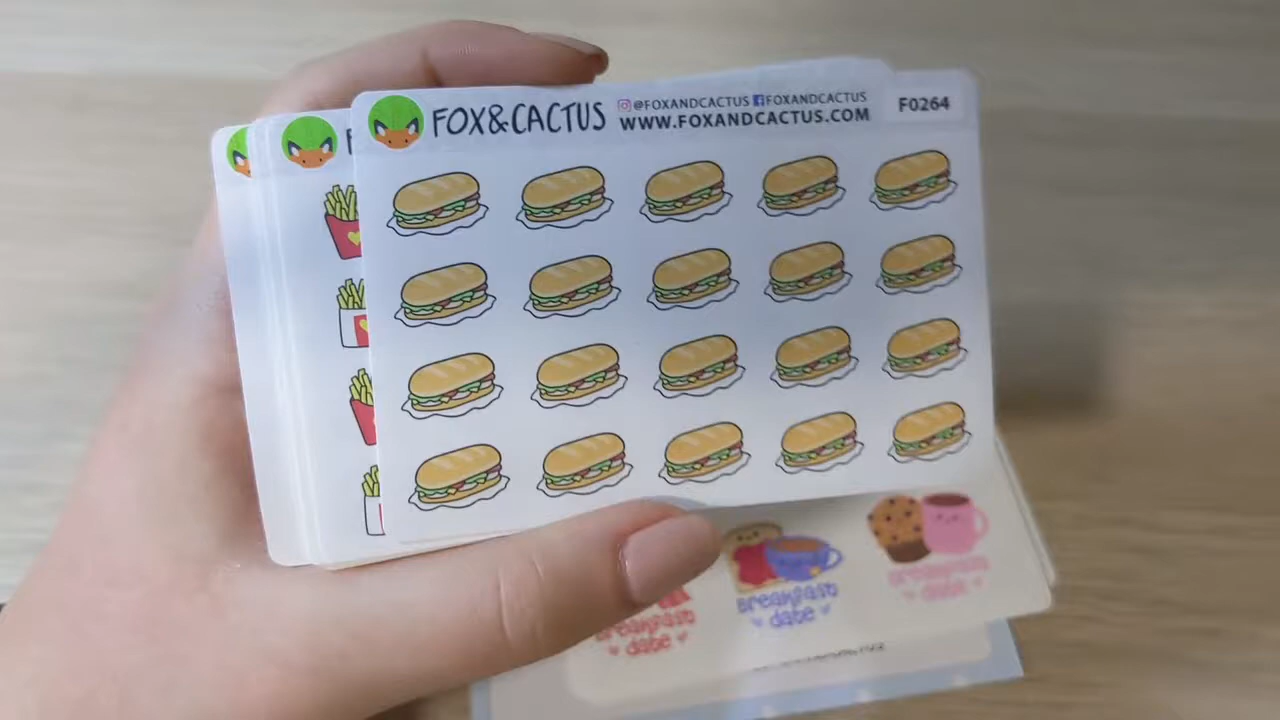 FOX&CACTUS
@FOXANDCACTUS FOXANDCACTUS
WWW.FOXANDCACTUS.COM
F0264
F
breakfast
date
breakfast
date
breakfast
date